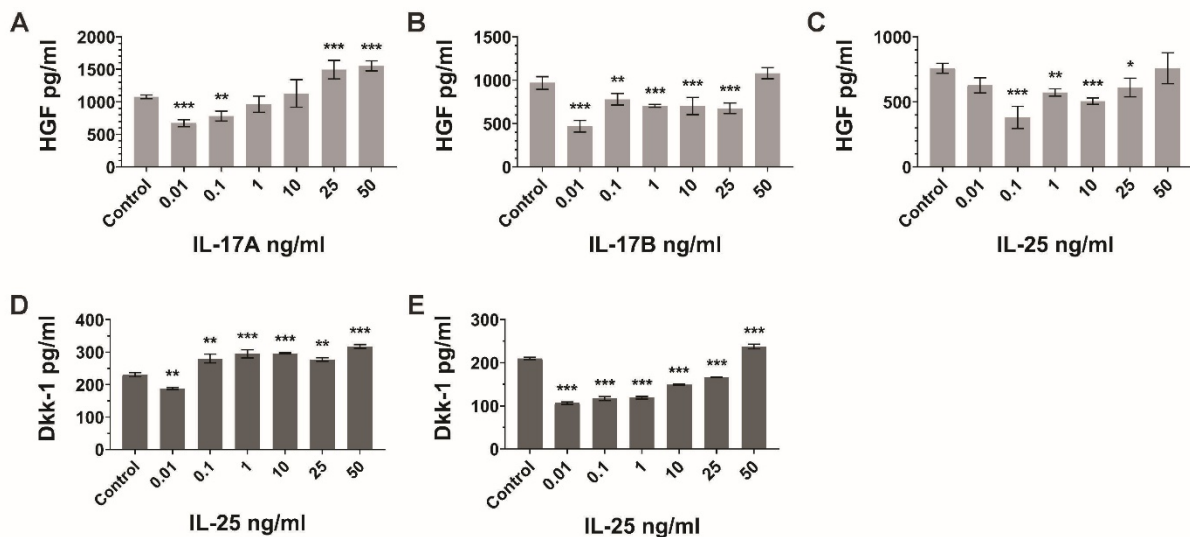 A
HGF pg/ml
2000
1500
1000
500
0
*** ** *** ***
Control 0.01 0.1 1 10 25 50
IL-17A ng/ml
B
HGF pg/ml
1500
1000
500
0
*** ** *** *** ***
Control 0.01 0.1 1 10 25 50
IL-17B ng/ml
C
HGF pg/ml
1000
500
0
*** ** *** *
Control 0.01 0.1 1 10 25 50
IL-25 ng/ml
D
Dkk-1 pg/ml
400
300
200
100
0
** ** *** *** ** ***
Control 0.01 0.1 1 10 25 50
IL-25 ng/ml
E
Dkk-1 pg/ml
300
200
100
0
*** *** *** *** *** ***
Control 0.01 0.1 1 10 25 50
IL-25 ng/ml